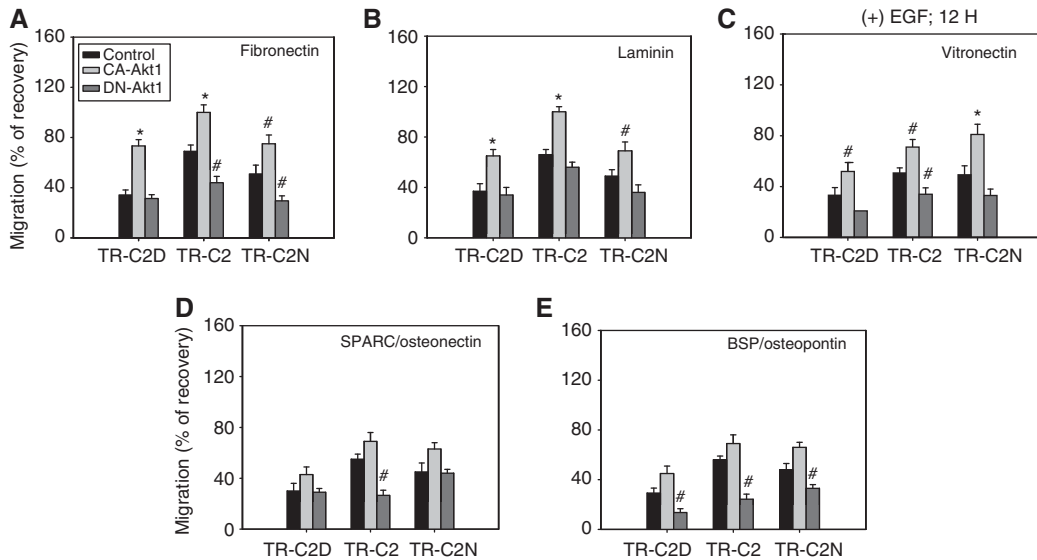 A
Fibronectin
Control
CA-Akt1
DN-Akt1
Migration (% of recovery)
160
120
80
40
0
* * # # #
TR-C2D TR-C2 TR-C2N
B
Laminin
160
120
80
40
0
* * #
TR-C2D TR-C2 TR-C2N
C
(+) EGF; 12 H
Vitronectin
160
120
80
40
0
# # # *
TR-C2D TR-C2 TR-C2N
D
SPARC/osteonectin
Migration (% of recovery)
160
120
80
40
0
#
TR-C2D TR-C2 TR-C2N
E
BSP/osteopontin
160
120
80
40
0
# # #
TR-C2D TR-C2 TR-C2N